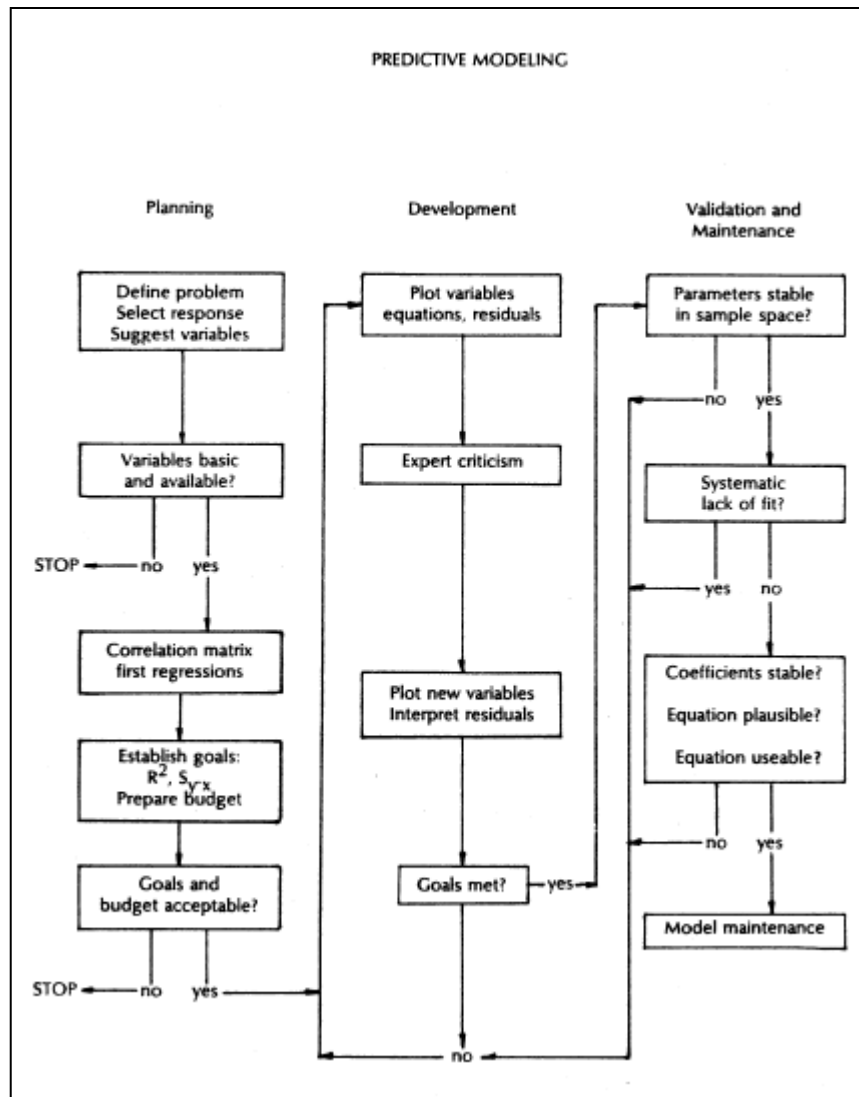 PREDICTIVE MODELING
Planning
Define problem
Select response
Suggest variables
Variables basic
and available?
STOP
no
yes
Correlation matrix
first regressions
Establish goals:
R², Sy·x
Prepare budget
Goals and
budget acceptable?
STOP
no
yes
Development
Plot variables
equations, residuals
Expert criticism
Plot new variables
Interpret residuals
Goals met?
yes
no
Validation and
Maintenance
Parameters stable
in sample space?
no
yes
Systematic
lack of fit?
yes
no
Coefficients stable?
Equation plausible?
Equation useable?
no
yes
Model maintenance